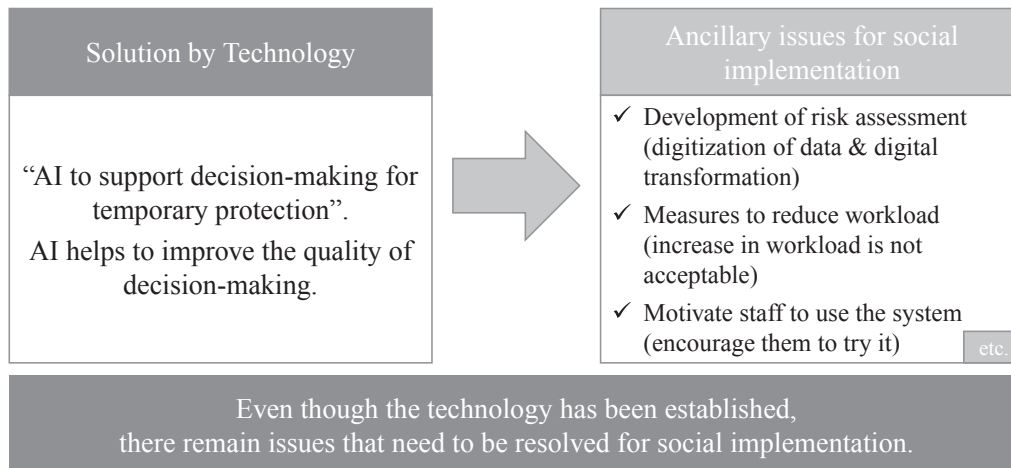 Solution by Technology
“AI to support decision-making for
temporary protection”.
AI helps to improve the quality of
decision-making.
Ancillary issues for social
implementation
✓ Development of risk assessment
(digitization of data & digital
transformation)
✓ Measures to reduce workload
(increase in workload is not
acceptable)
✓ Motivate staff to use the system
(encourage them to try it)
etc.
Even though the technology has been established,
there remain issues that need to be resolved for social implementation.